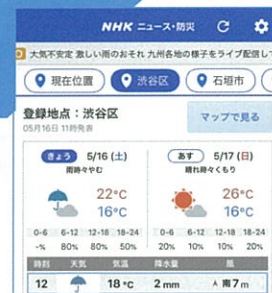 NHK ニュース・防災
大気不安定 激しい雨のおそれ 九州各地の様子をライブ配信して
現在位置 渋谷区 石垣市
登録地点：渋谷区
05月16日 11時発表
マップで見る
きょう 5/16 (土) あす 5/17 (日)
雨時々やむ 晴れ時々くもり
22°C 26°C
16°C 16°C
0-6 6-12 12-18 18-24 0-6 6-12 12-18 18-24
-% 80% 80% 50% 20% 10% 10% 20%
時刻 天気 気温 降水量 風
12 18 °C 2 mm 南 7 m